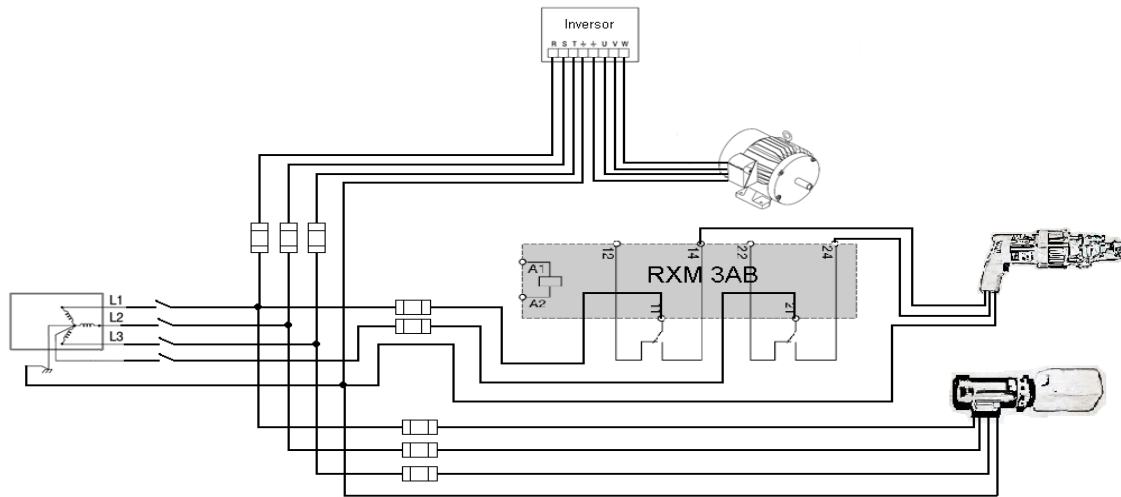 Inversor
R S T ⏚ ⏚ U V W
12
14
22
24
RXM 3AB
A1
A2
11
21
L1
L2
L3